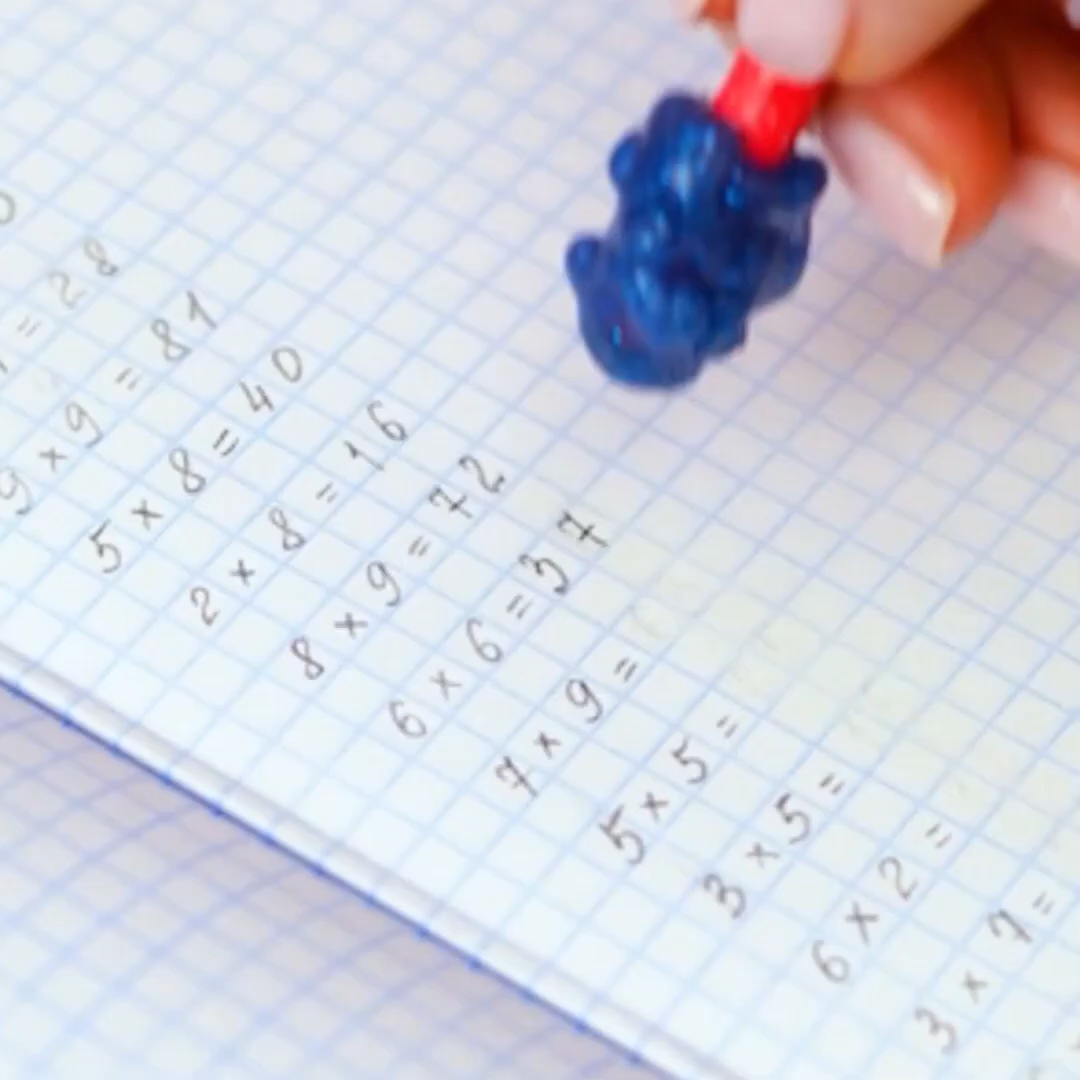 0
= 28
9 × 9 = 81
5 × 8 = 40
2 × 8 = 16
8 × 9 = 72
6 × 6 = 37
7 × 9 =
5 × 5 =
3 × 5 =
6 × 2 =
3 × 7 =